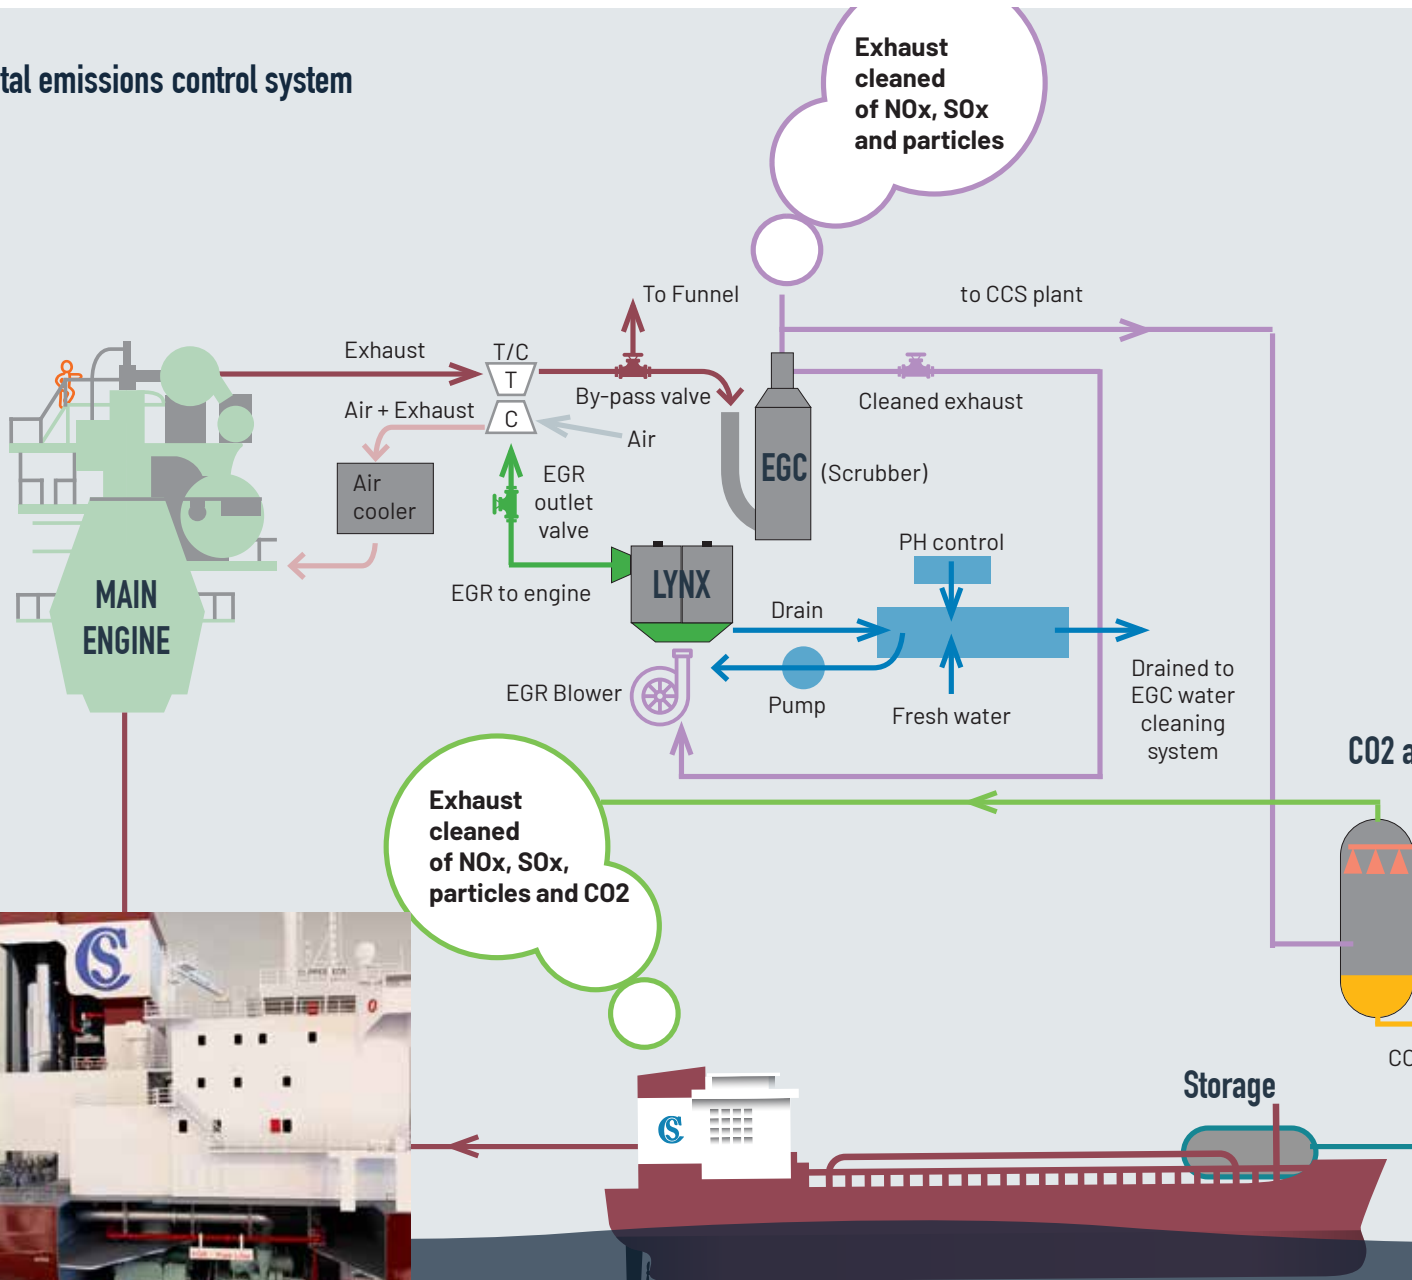 tal emissions control system
Exhaust
cleaned
of NOx, SOx
and particles
To Funnel
to CCS plant
Exhaust
T/C
T
By-pass valve
Cleaned exhaust
Air + Exhaust
C
Air
Air
cooler
EGR
outlet
valve
EGC
(Scrubber)
PH control
MAIN
ENGINE
EGR to engine
LYNX
Drain
Drained to
EGC water
cleaning
system
EGR Blower
Pump
Fresh water
CO2 a
Exhaust
cleaned
of NOx, SOx,
particles and CO2
CO
Storage